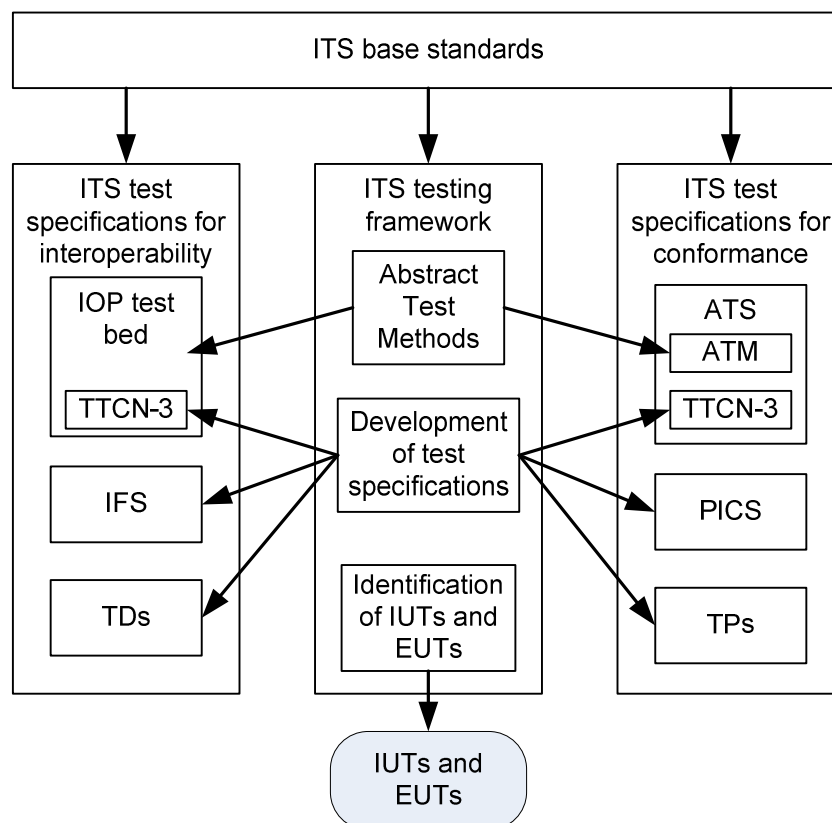 ITS base standards
ITS test
specifications for
interoperability
IOP test
bed
TTCN-3
IFS
TDs
ITS testing
framework
Abstract
Test
Methods
Development
of test
specifications
Identification
of IUTs and
EUTs
IUTs and
EUTs
ITS test
specifications for
conformance
ATS
ATM
TTCN-3
PICS
TPs